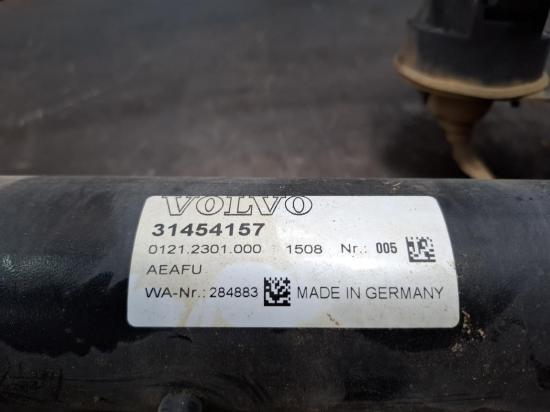 VOLVO
31454157
0121.2301.000 1508 Nr.: 005
AEAFU
WA-Nr.: 284883 MADE IN GERMANY